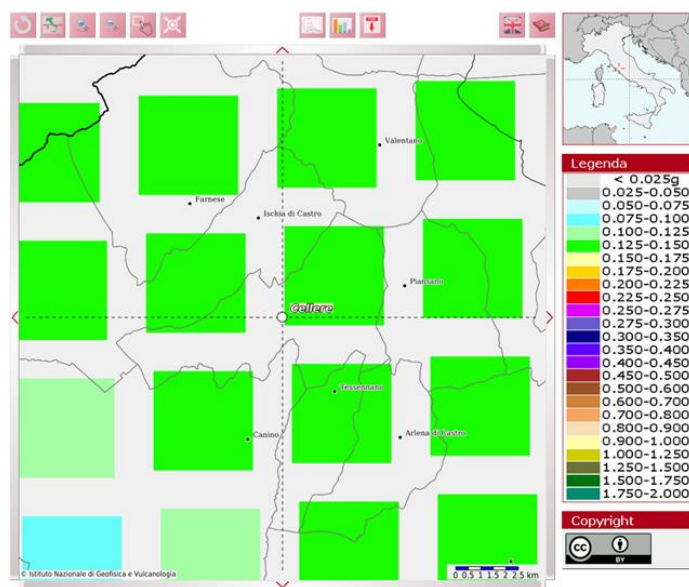 Valentano
Farnese
Ischia di Castro
Piansano
Cellere
Tessennano
Canino
Arlena di Castro
© Istituto Nazionale di Geofisica e Vulcanologia
0 0.5 1 1.5 2 2.5 km
Legenda
< 0.025g
0.025-0.050
0.050-0.075
0.075-0.100
0.100-0.125
0.125-0.150
0.150-0.175
0.175-0.200
0.200-0.225
0.225-0.250
0.250-0.275
0.275-0.300
0.300-0.350
0.350-0.400
0.400-0.450
0.450-0.500
0.500-0.600
0.600-0.700
0.700-0.800
0.800-0.900
0.900-1.000
1.000-1.250
1.250-1.500
1.500-1.750
1.750-2.000
Copyright
cc
BY